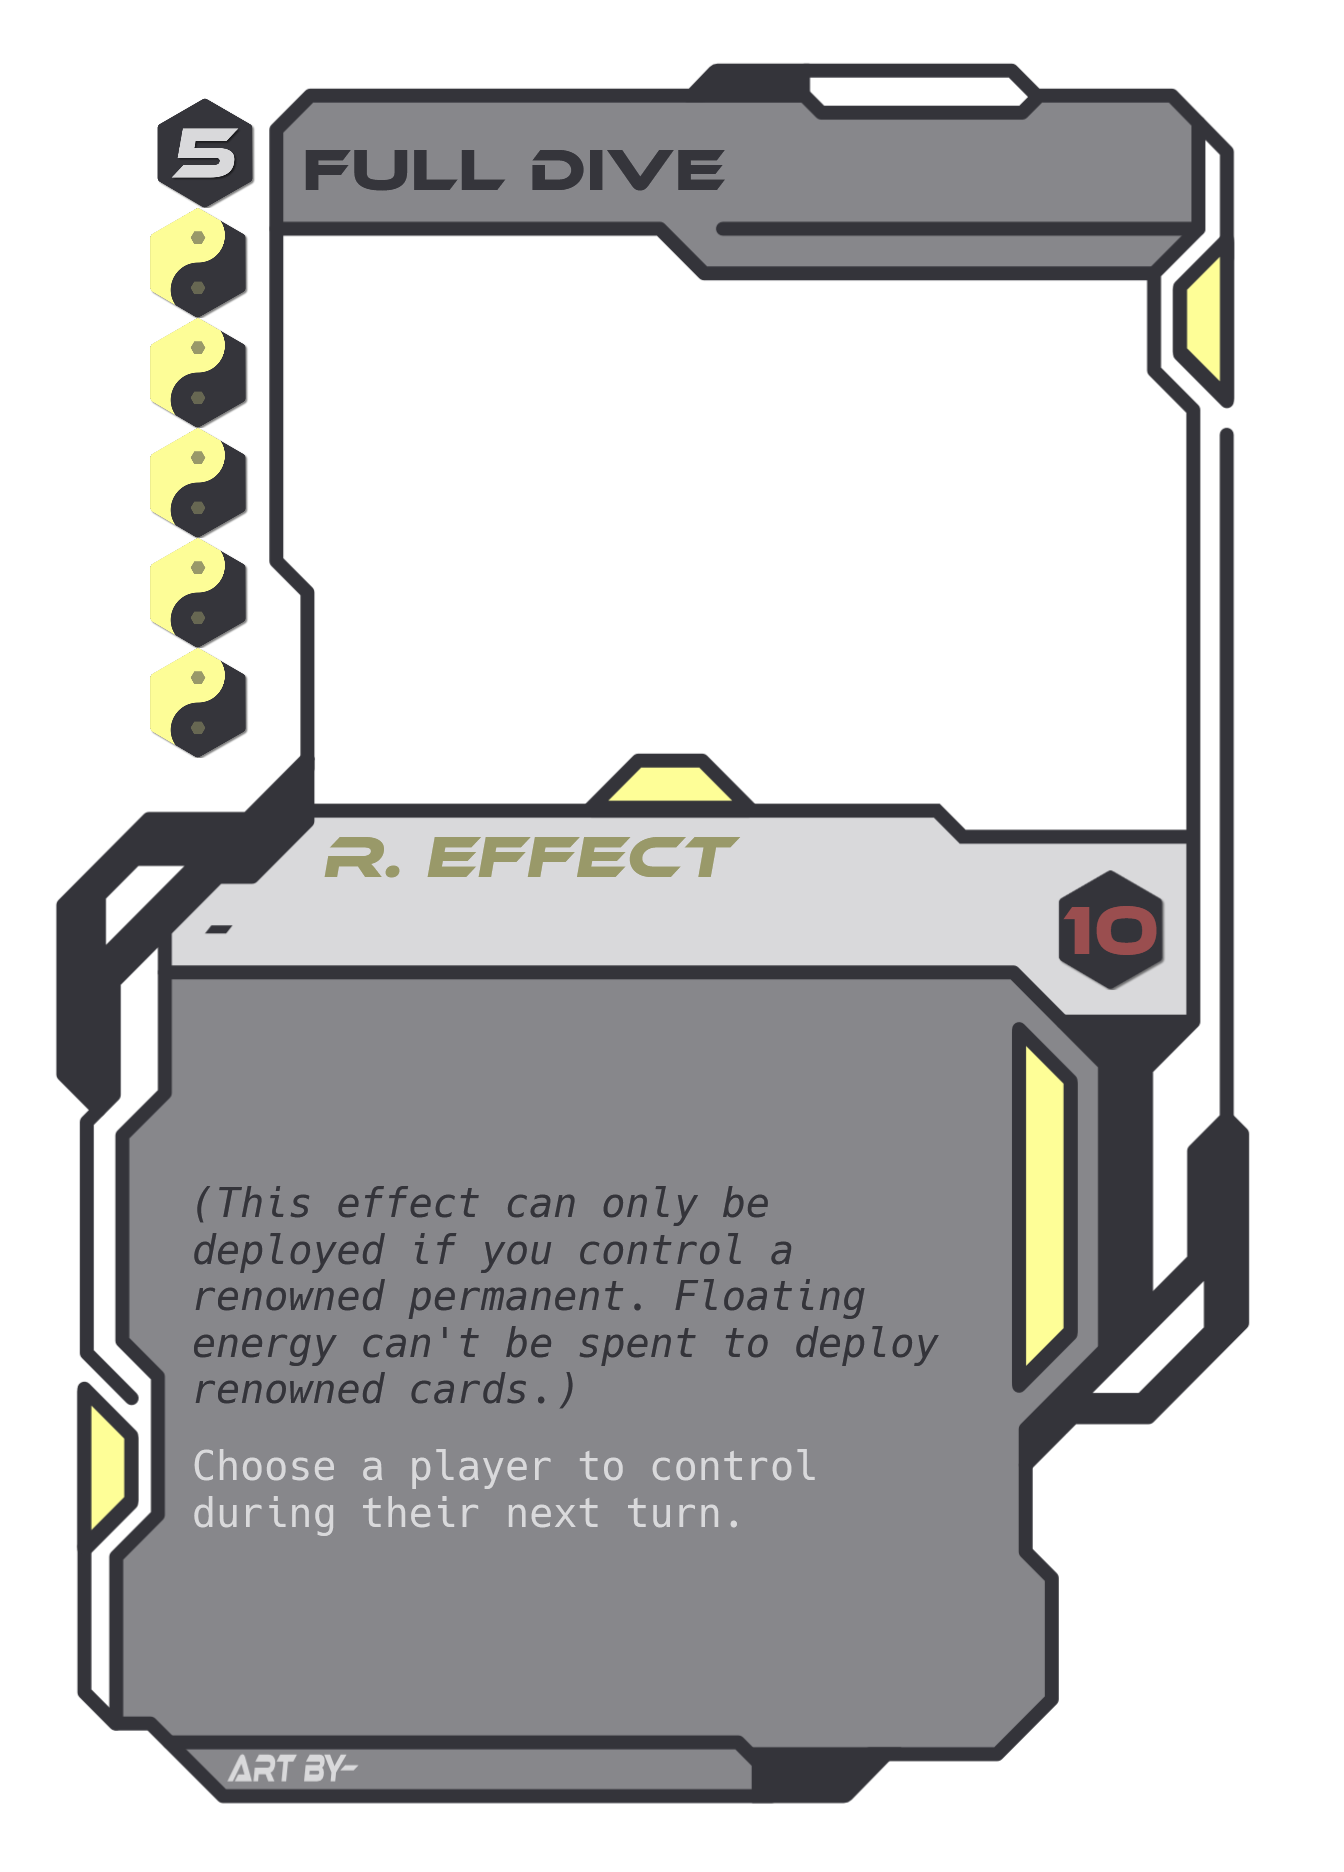 5
FULL DIVE
R. EFFECT
-
10
(This effect can only be
deployed if you control a
renowned permanent. Floating
energy can't be spent to deploy
renowned cards.)
Choose a player to control
during their next turn.
ART BY-